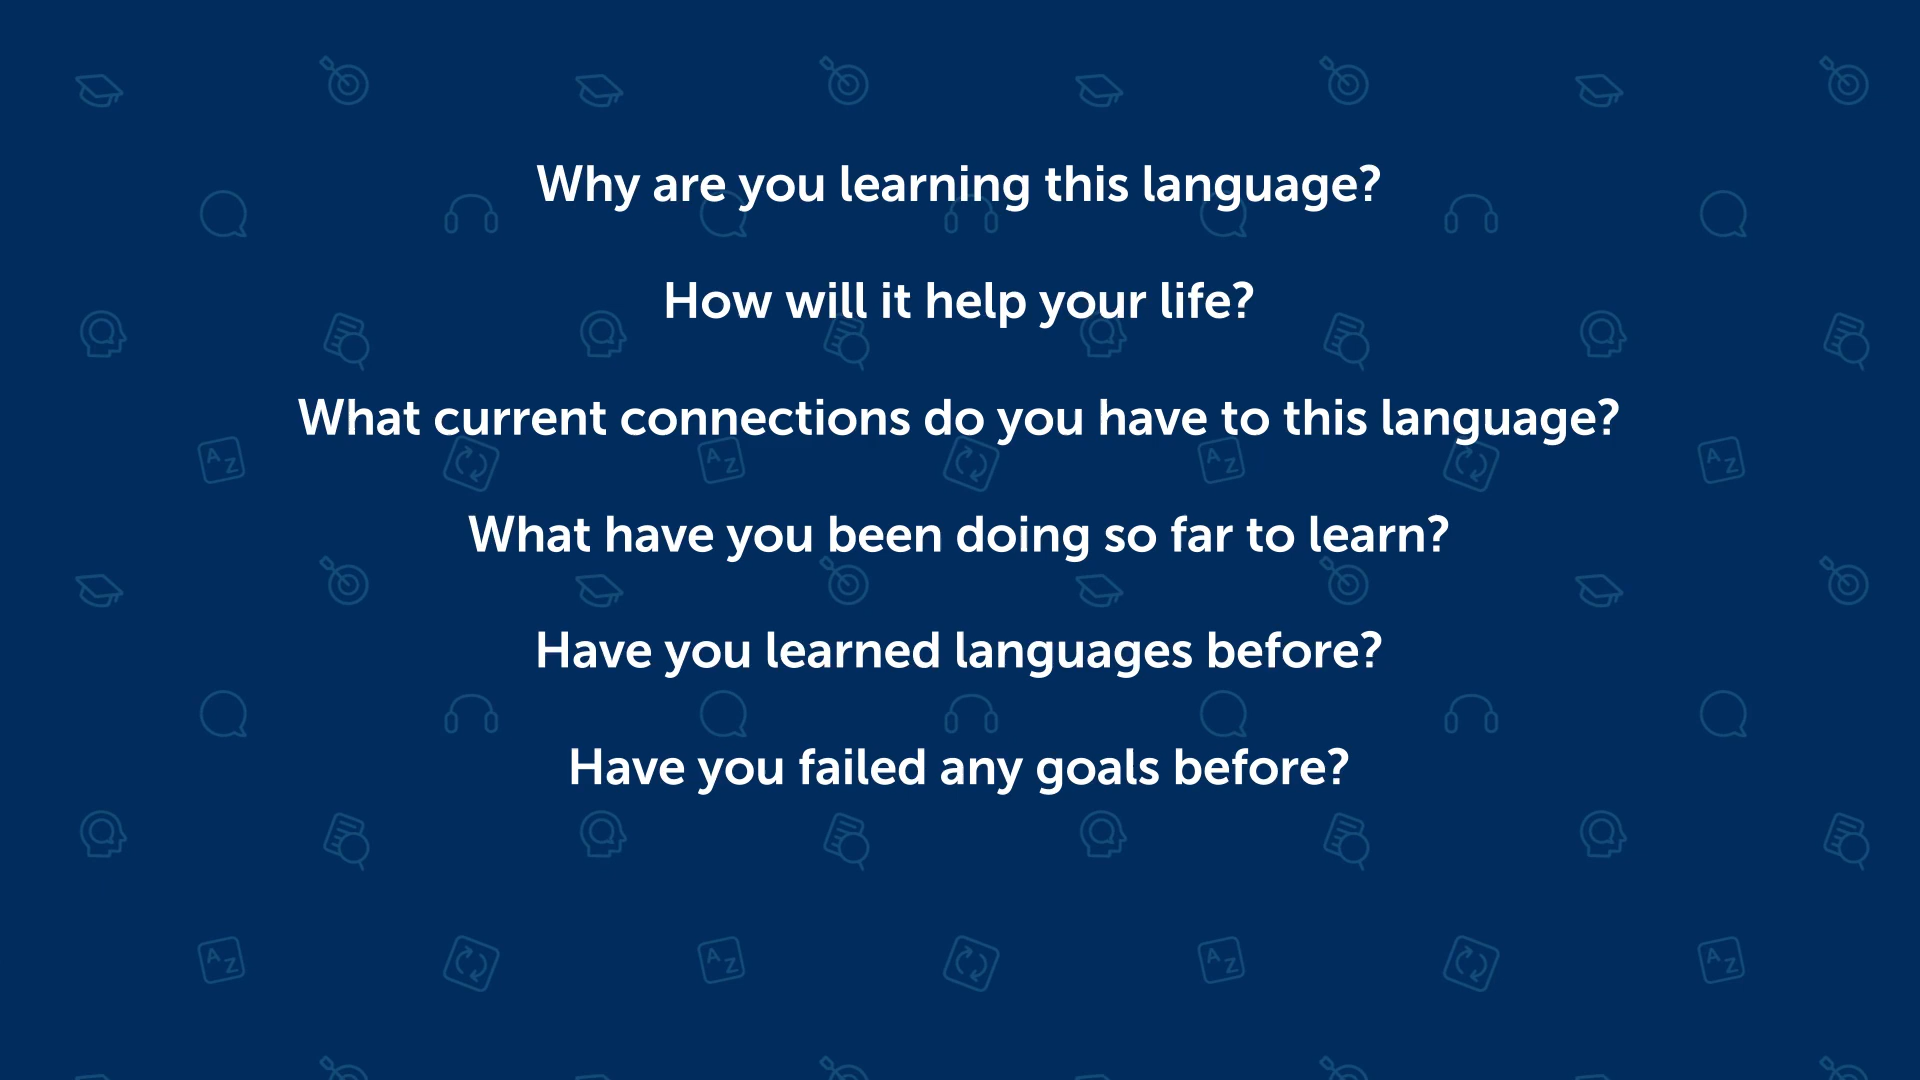 Why are you learning this language?
How will it help your life?
What current connections do you have to this language?
What have you been doing so far to learn?
Have you learned languages before?
Have you failed any goals before?